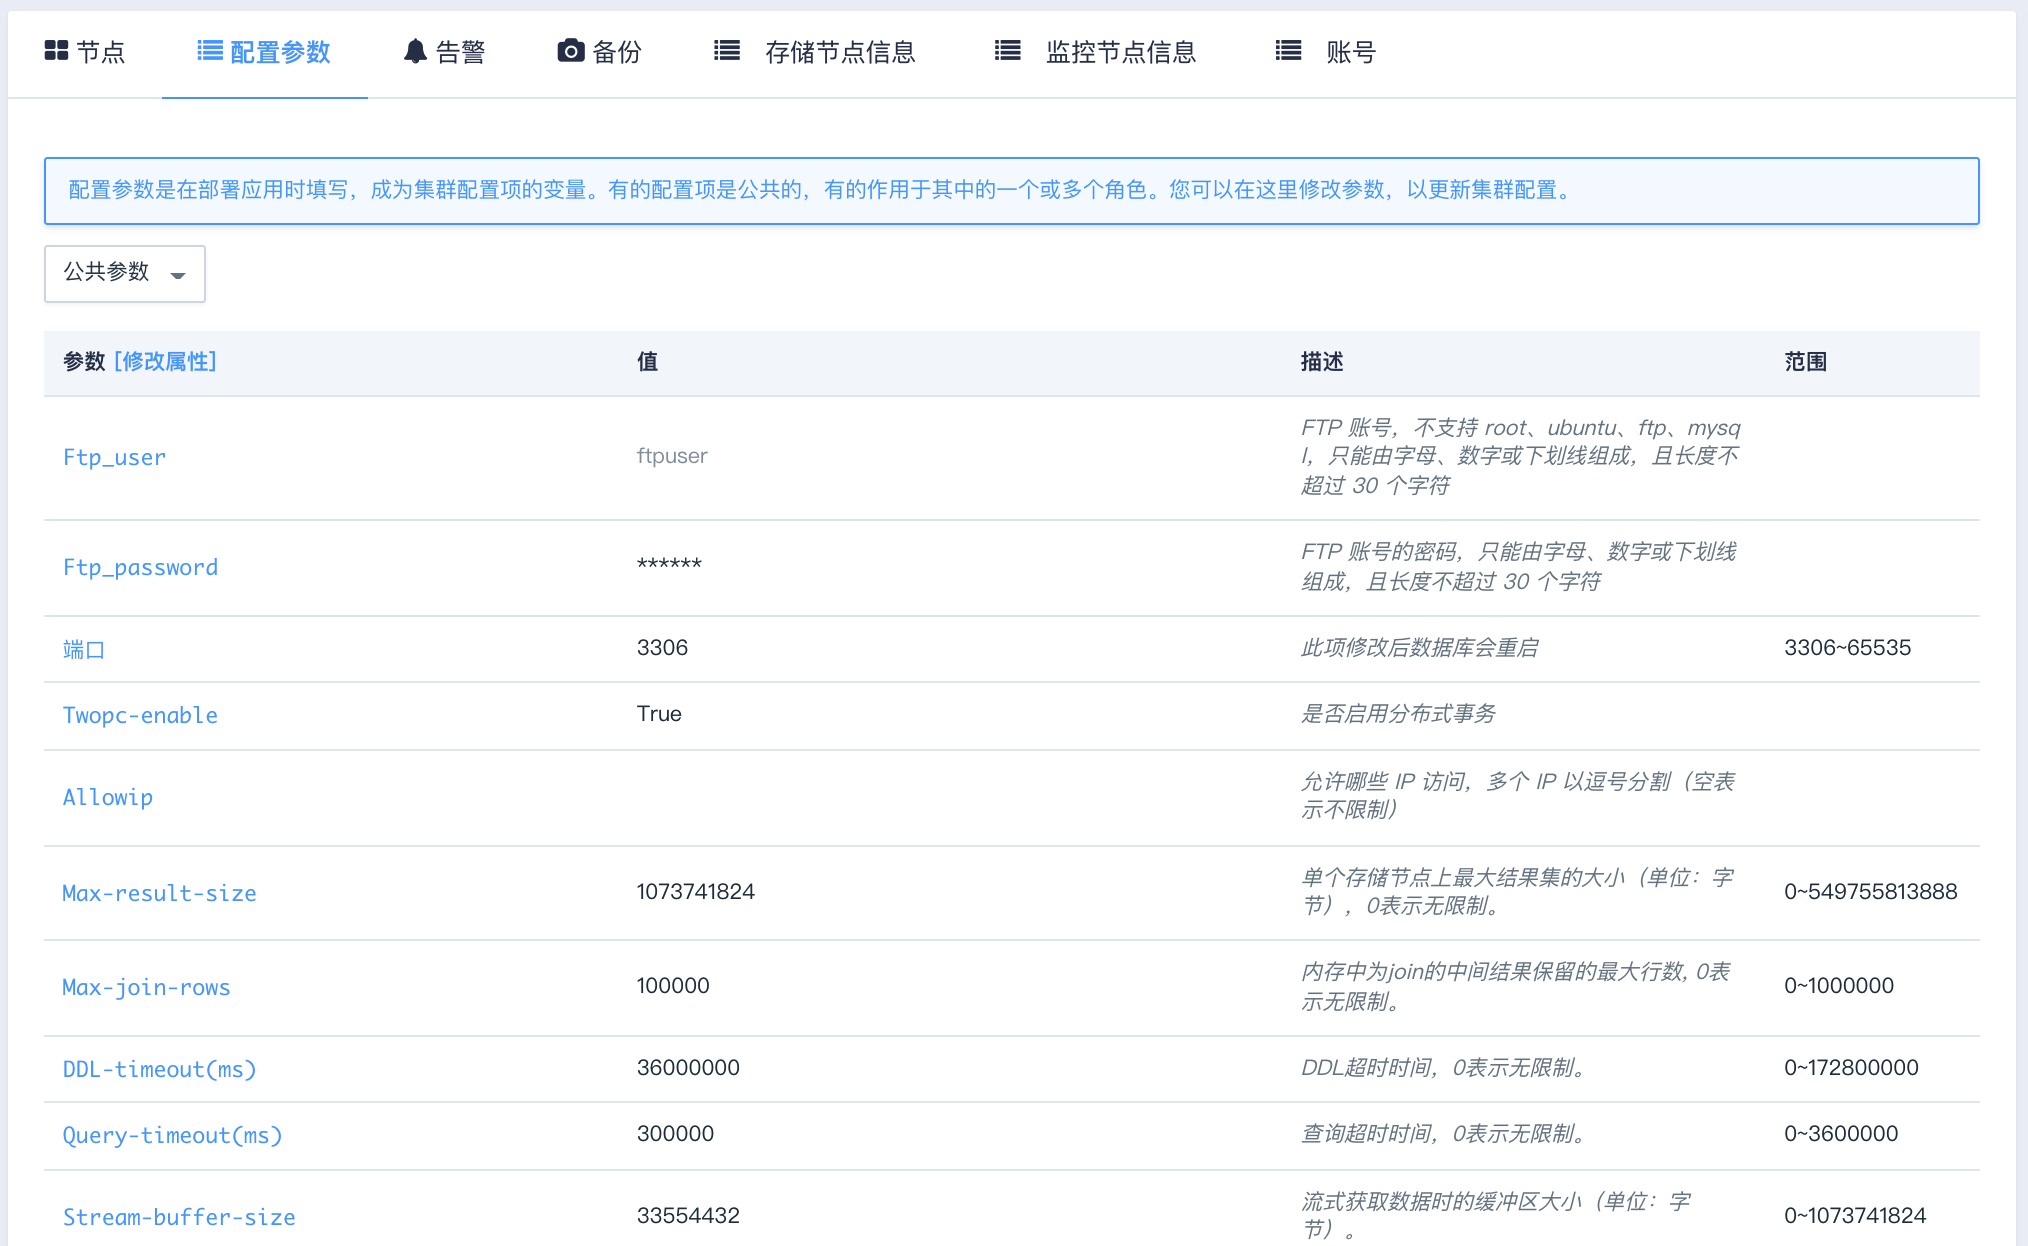 节点 配置参数 告警 备份 存储节点信息 监控节点信息 账号
配置参数是在部署应用时填写，成为集群配置项的变量。有的配置项是公共的，有的作用于其中的一个或多个角色。您可以在这里修改参数，以更新集群配置。
公共参数
参数 [修改属性] 值 描述 范围
Ftp_user ftpuser FTP 账号，不支持 root、ubuntu、ftp、mysq
l，只能由字母、数字或下划线组成，且长度不
超过 30 个字符
Ftp_password ****** FTP 账号的密码，只能由字母、数字或下划线
组成，且长度不超过 30 个字符
端口 3306 此项修改后数据库会重启 3306~65535
Twopc-enable True 是否启用分布式事务
Allowip 允许哪些 IP 访问，多个 IP 以逗号分割（空表
示不限制）
Max-result-size 1073741824 单个存储节点上最大结果集的大小（单位：字
节），0表示无限制。 0~549755813888
Max-join-rows 100000 内存中为join的中间结果保留的最大行数, 0表
示无限制。 0~1000000
DDL-timeout(ms) 36000000 DDL超时时间，0表示无限制。 0~172800000
Query-timeout(ms) 300000 查询超时时间，0表示无限制。 0~3600000
Stream-buffer-size 33554432 流式获取数据时的缓冲区大小（单位：字
节）。 0~1073741824